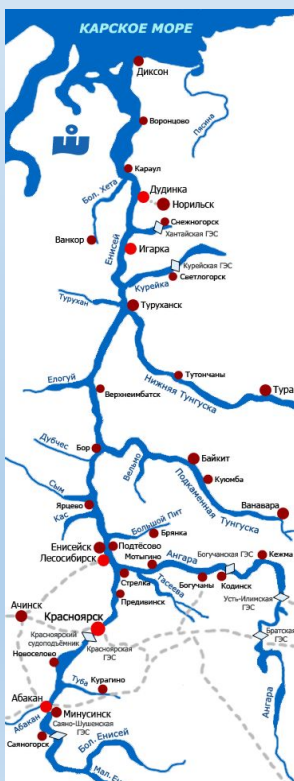 КАРСКОЕ МОРЕ
Диксон
Воронцово
Пясина
Караул
Бол. Хета
Дудинка
Норильск
Снежногорск
Хантайская ГЭС
Ванкор
Енисей
Игарка
Курейская ГЭС
Светлогорск
Курейка
Турухан
Туруханск
Тутончаны
Тура
Елогуй
Нижняя Тунгуска
Верхнеимбатск
Дубчес
Бор
Вельмо
Байкит
Куюмба
Подкаменная Тунгуска
Ванавара
Сым
Ярцево
Кас
Большой Пит
Брянка
Енисейск
Подтёсово
Лесосибирск
Мотыгино
Ангара
Богучанская ГЭС
Кежма
Стрелка
Тасеева
Богучаны
Кодинск
Усть-Илимская
ГЭС
Предивинск
Ачинск
Красноярск
Красноярский
судоподъёмник
Красноярская
ГЭС
Братская
ГЭС
Новоселово
Туба
Курагино
Абакан
Минусинск
Абакан
Саяно-Шушенская
ГЭС
Саяногорск
Бол. Енисей
Ангара
Мал. Ен